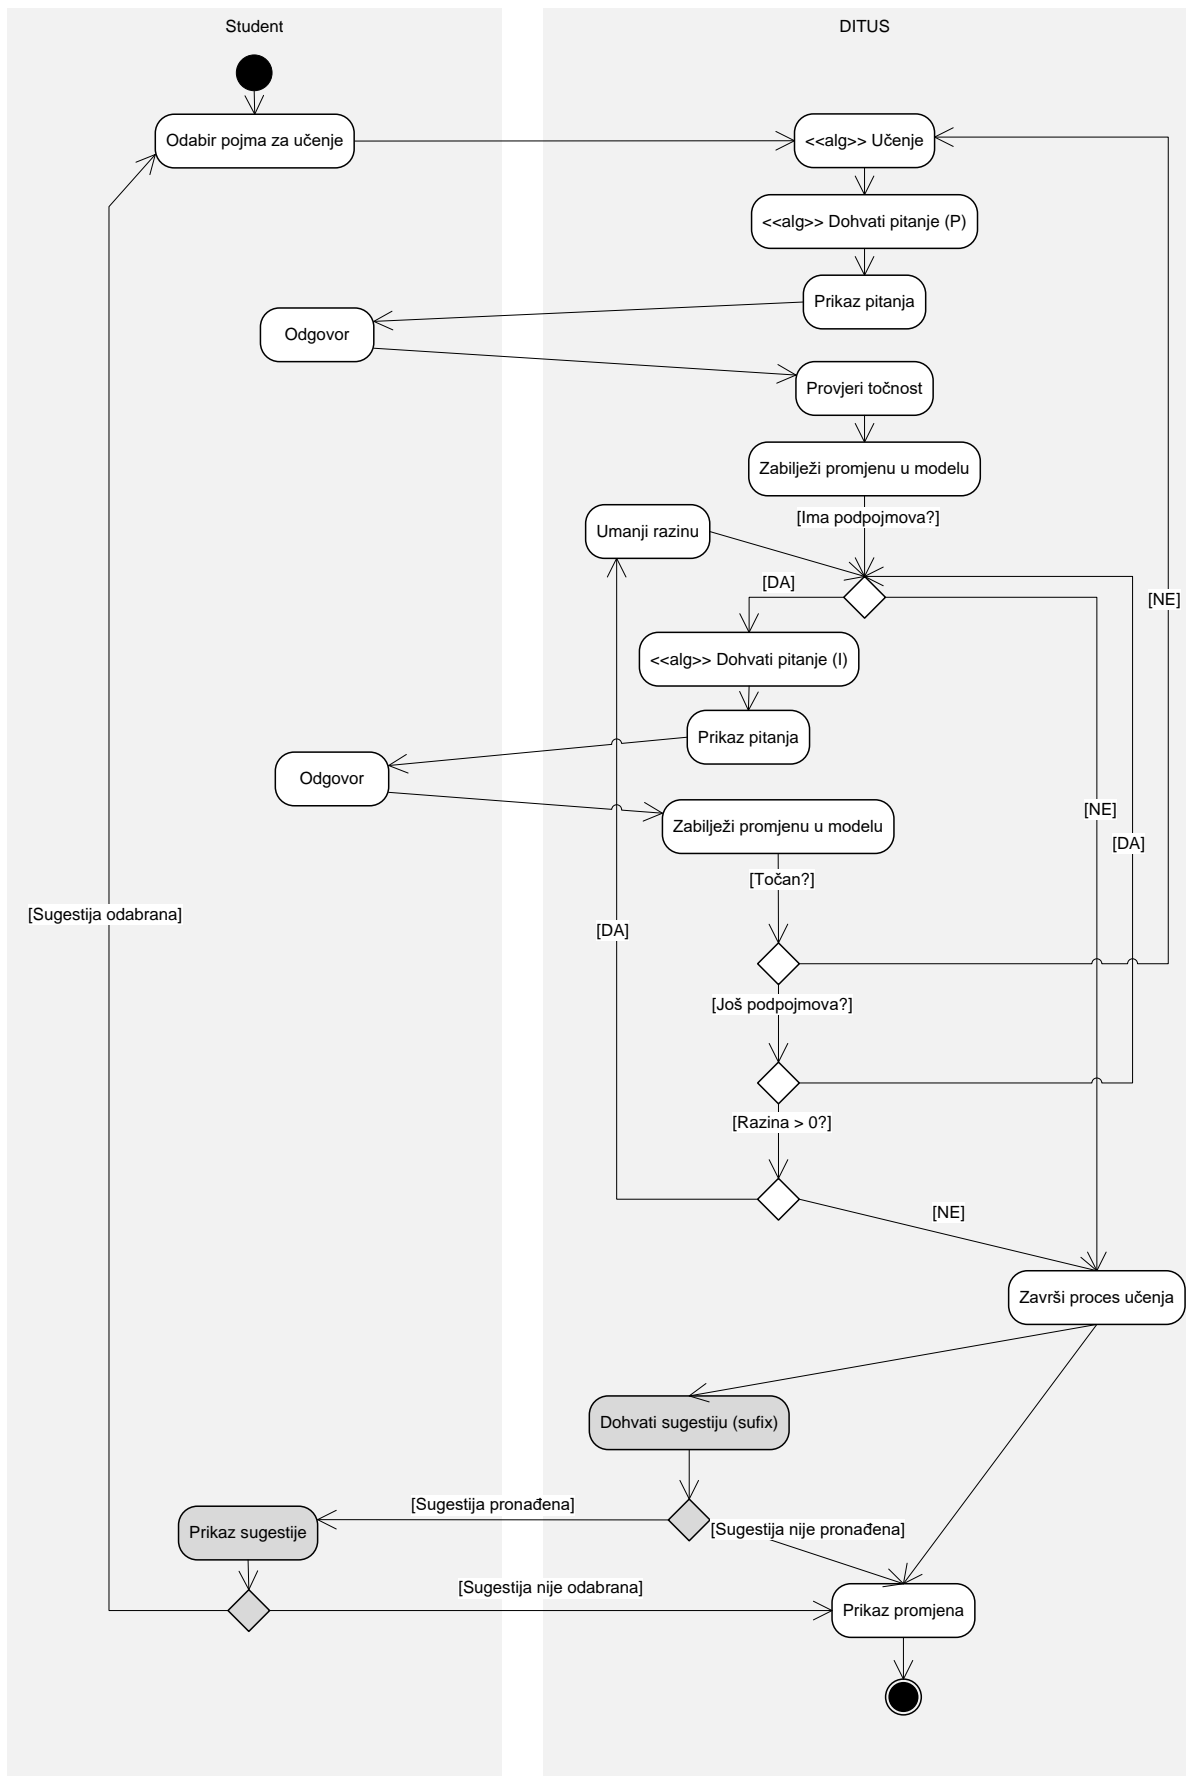 Student
DITUS
Odabir pojma za učenje
<<alg>> Učenje
<<alg>> Dohvati pitanje (P)
Prikaz pitanja
Odgovor
Provjeri točnost
Zabilježi promjenu u modelu
[Ima podpojmova?]
Umanji razinu
[DA]
[NE]
<<alg>> Dohvati pitanje (I)
Prikaz pitanja
Odgovor
[NE]
Zabilježi promjenu u modelu
[DA]
[Točan?]
[Sugestija odabrana]
[DA]
[Još podpojmova?]
[Razina > 0?]
[NE]
Završi proces učenja
Dohvati sugestiju (sufix)
[Sugestija pronađena]
[Sugestija nije pronađena]
Prikaz sugestije
[Sugestija nije odabrana]
Prikaz promjena